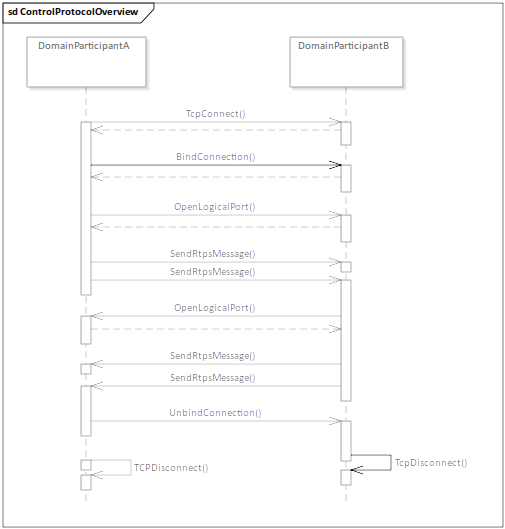 sd ControlProtocolOverview
DomainParticipantA
DomainParticipantB
TcpConnect()
BindConnection()
OpenLogicalPort()
SendRtpsMessage()
SendRtpsMessage()
OpenLogicalPort()
SendRtpsMessage()
SendRtpsMessage()
UnbindConnection()
TcpDisconnect()
TCPDisconnect()